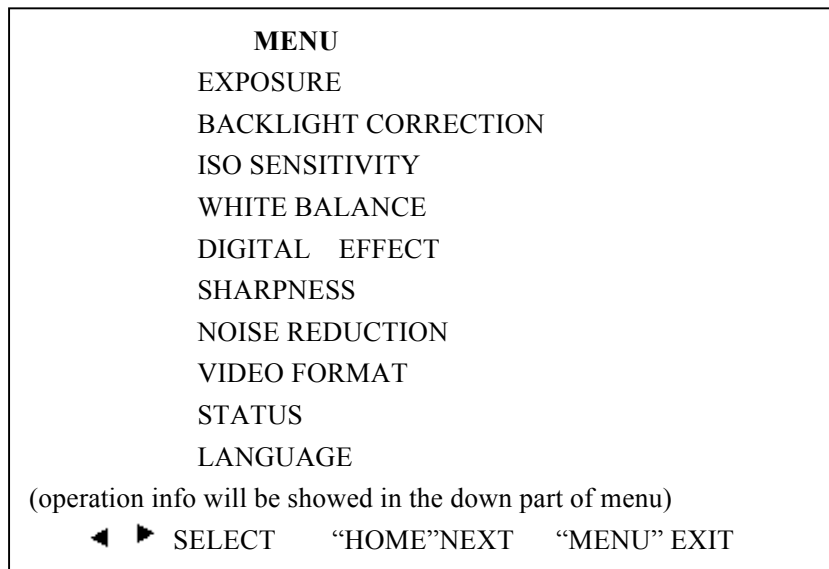 MENU
EXPOSURE
BACKLIGHT CORRECTION
ISO SENSITIVITY
WHITE BALANCE
DIGITAL EFFECT
SHARPNESS
NOISE REDUCTION
VIDEO FORMAT
STATUS
LANGUAGE
(operation info will be showed in the down part of menu)
◄ ► SELECT “HOME”NEXT “MENU” EXIT